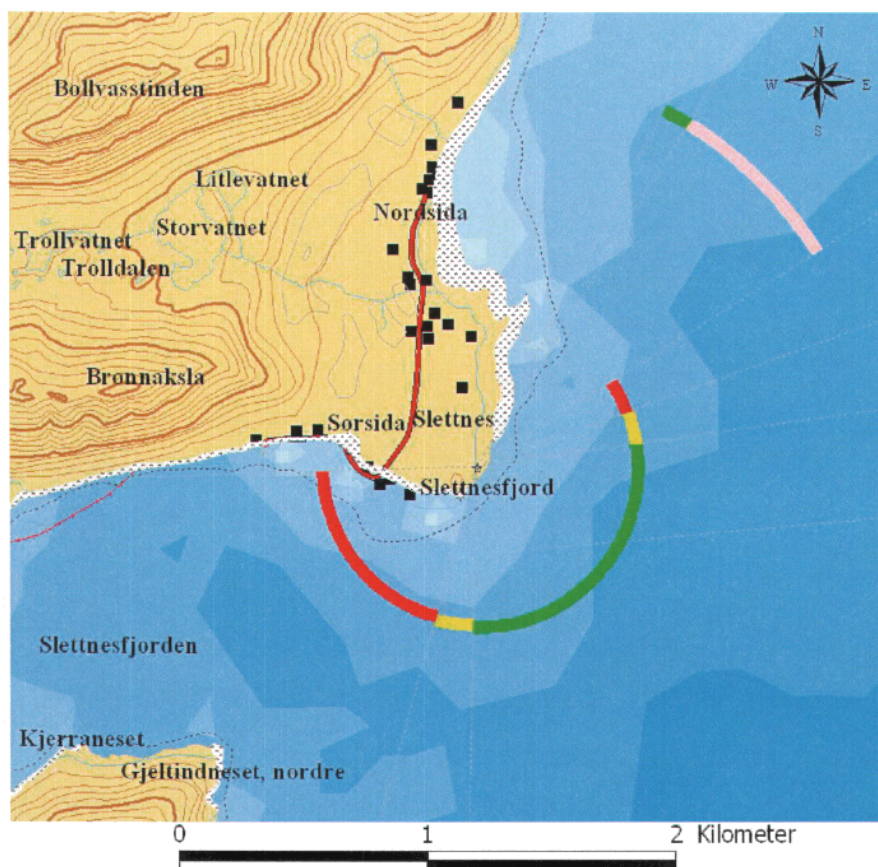 N
W E
S
Bollvasstinden
Litlevatnet
Nordsida
Storvatnet
Trollvatnet
Trolldalen
Bronnaksla
Sorsida
Slettnes
Slettnesfjord
Slettnesfjorden
Kjerraneset
Gjeltindneset, nordre
0 1 2 Kilometer